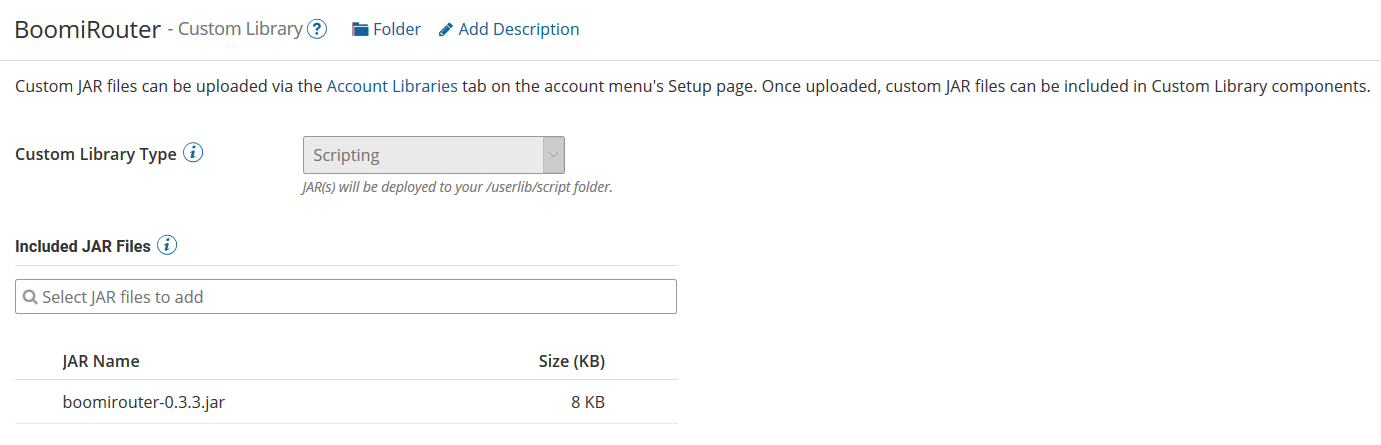 BoomiRouter - Custom Library ? Folder Add Description
Custom JAR files can be uploaded via the Account Libraries tab on the account menu's Setup page. Once uploaded, custom JAR files can be included in Custom Library components.
Custom Library Type i Scripting
JAR(s) will be deployed to your /userlib/script folder.
Included JAR Files i
Select JAR files to add
JAR Name Size (KB)
boomirouter-0.3.3.jar 8 KB